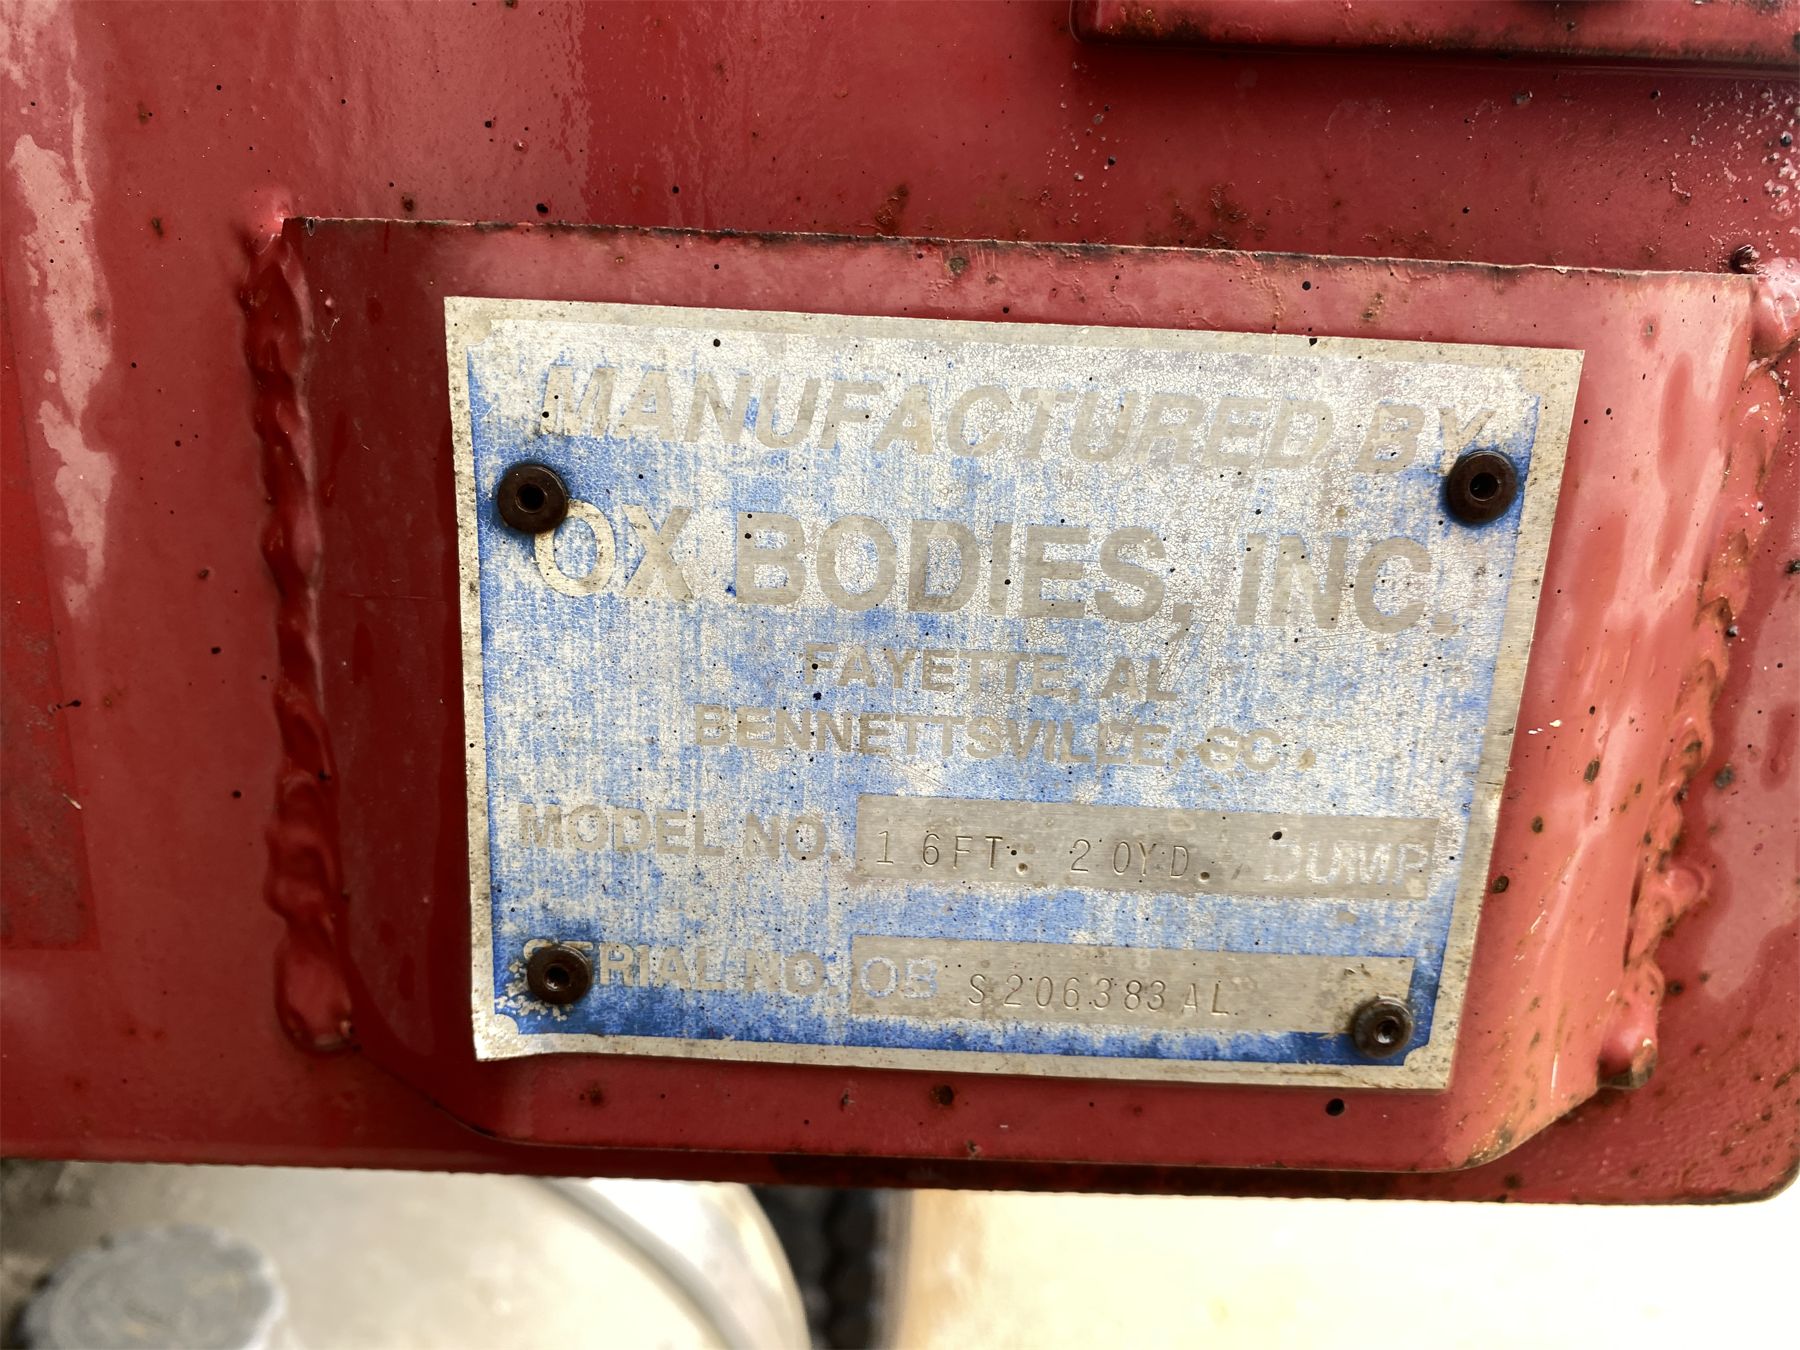 MANUFACTURED BY
OX BODIES, INC.
FAYETTE, AL
BENNETTSVILLE, SC
MODEL NO. 16FT. 20YD. DUMP
SERIAL NO. OB S206383AL